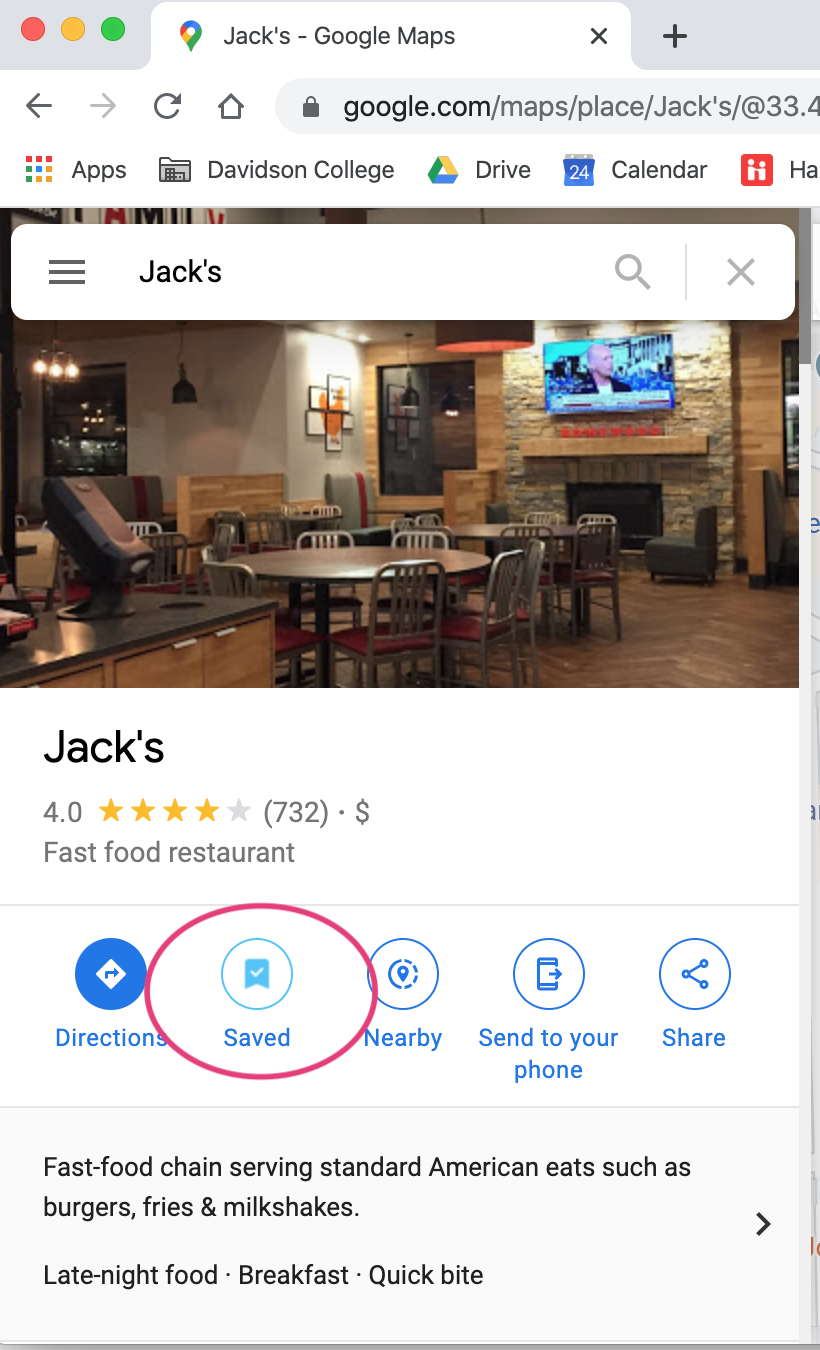 Jack's - Google Maps
google.com/maps/place/Jack's/@33.4
Apps
Davidson College
Drive
24
Calendar
Ha
Jack's
Jack's
4.0 ★★★★★ (732) · $
Fast food restaurant
Directions
Saved
Nearby
Send to your
phone
Share
Fast-food chain serving standard American eats such as
burgers, fries & milkshakes.
Late-night food · Breakfast · Quick bite